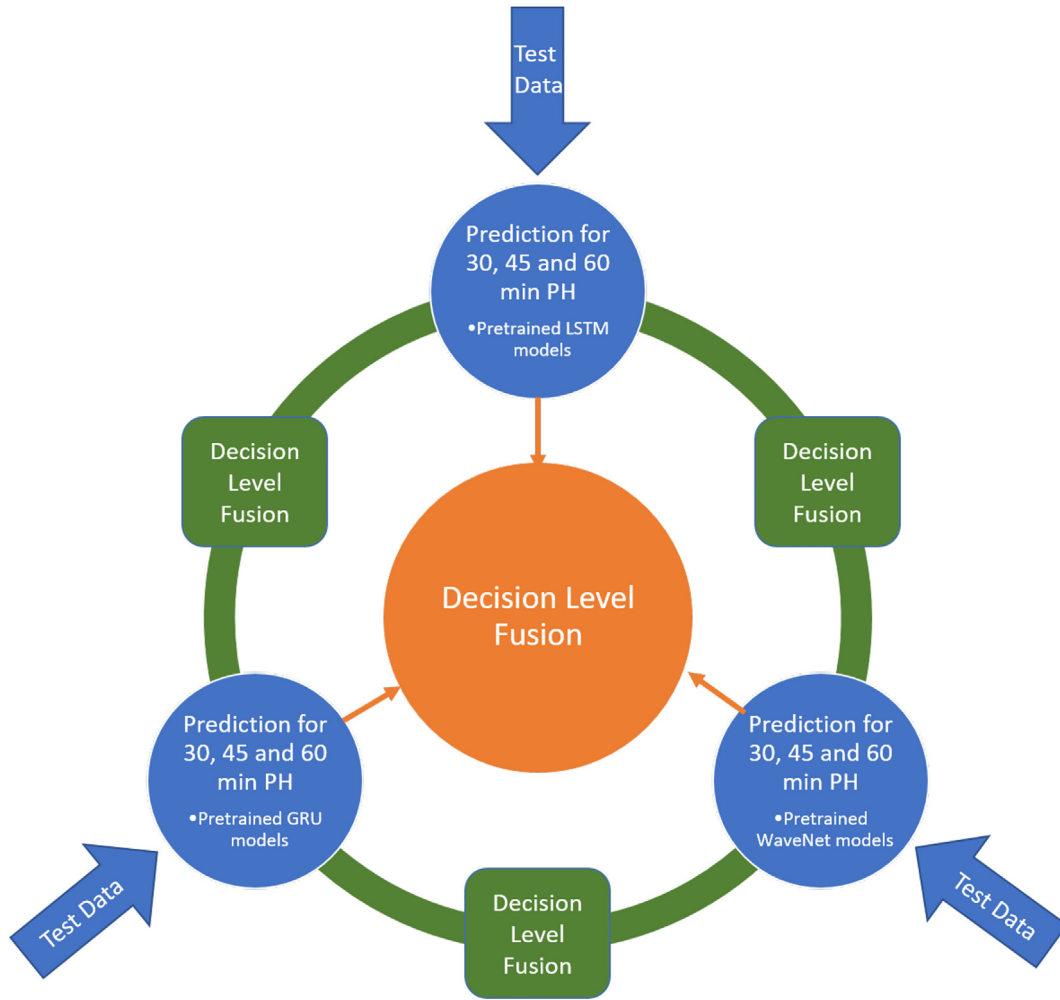 Test
Data
Prediction for
30, 45 and 60
min PH
•Pretrained LSTM
models
Decision
Level
Fusion
Decision
Level
Fusion
Decision Level
Fusion
Prediction for
30, 45 and 60
min PH
•Pretrained GRU
models
Prediction for
30, 45 and 60
min PH
•Pretrained
WaveNet models
Test Data
Test Data
Decision
Level
Fusion